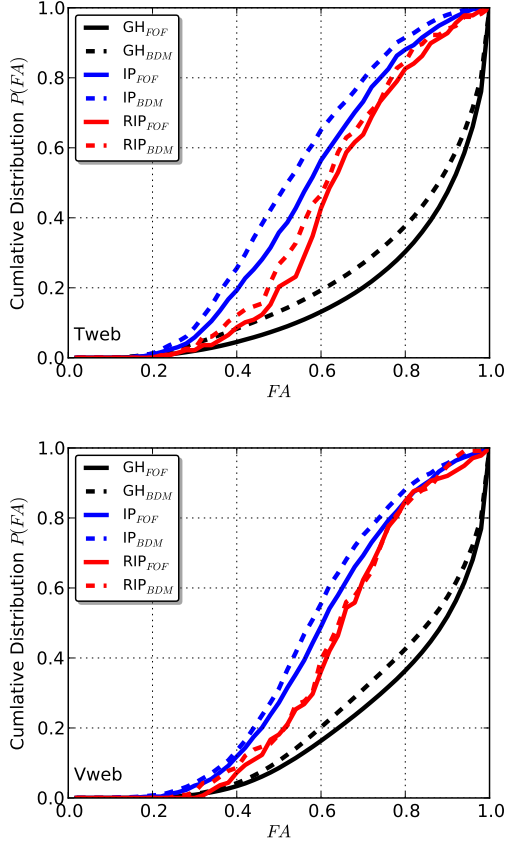 1.0
0.8
0.6
0.4
0.2
0.0
Cumlative Distribution P(FA)
GH_FOF
GH_BDM
IP_FOF
IP_BDM
RIP_FOF
RIP_BDM
Tweb
0.0 0.2 0.4 0.6 0.8 1.0
FA
1.0
0.8
0.6
0.4
0.2
0.0
Cumlative Distribution P(FA)
GH_FOF
GH_BDM
IP_FOF
IP_BDM
RIP_FOF
RIP_BDM
Vweb
0.0 0.2 0.4 0.6 0.8 1.0
FA